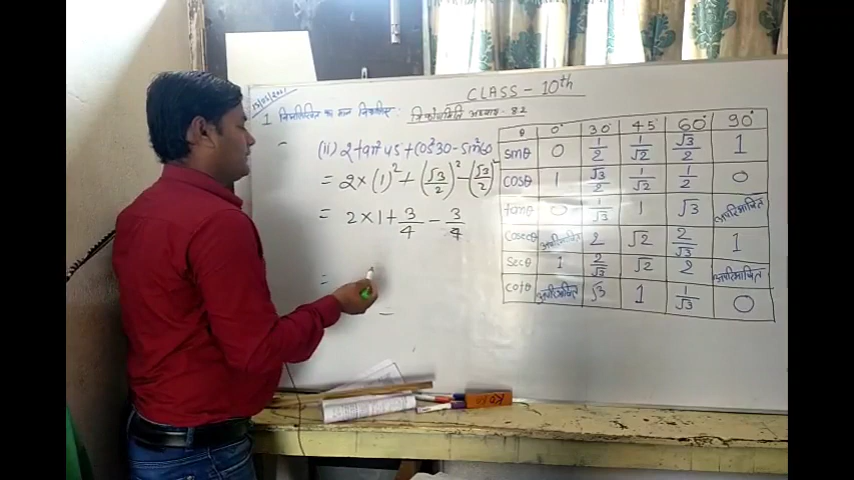 CLASS - 10th
1 निम्नलिखित का मान निकालिए:
त्रिकोणमिति अध्याय - 8.2
(ii) 2tan²45 + cos²30 - sin²60
= 2×(1)² + (√3/2)² - (√3/2)²
= 2×1 + 3/4 - 3/4
=
θ 0° 30° 45° 60° 90°
sinθ 0 1/2 1/√2 √3/2 1
cosθ 1 √3/2 1/√2 1/2 0
tanθ 0 1/√3 1 √3 अपरिभाषित
cosecθ अपरिभाषित 2 √2 2/√3 1
secθ 1 2/√3 √2 2 अपरिभाषित
cotθ अपरिभाषित √3 1 1/√3 0